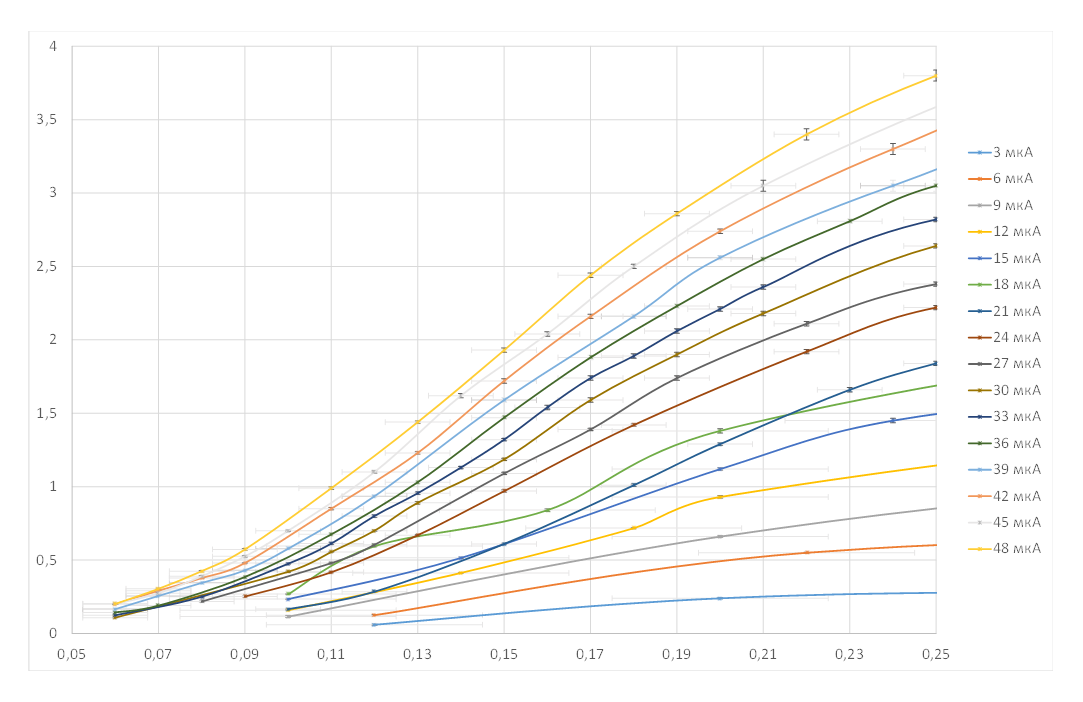 4
3,5
3
2,5
2
1,5
1
0,5
0
0,05 0,07 0,09 0,11 0,13 0,15 0,17 0,19 0,21 0,23 0,25
3 мкА
6 мкА
9 мкА
12 мкА
15 мкА
18 мкА
21 мкА
24 мкА
27 мкА
30 мкА
33 мкА
36 мкА
39 мкА
42 мкА
45 мкА
48 мкА